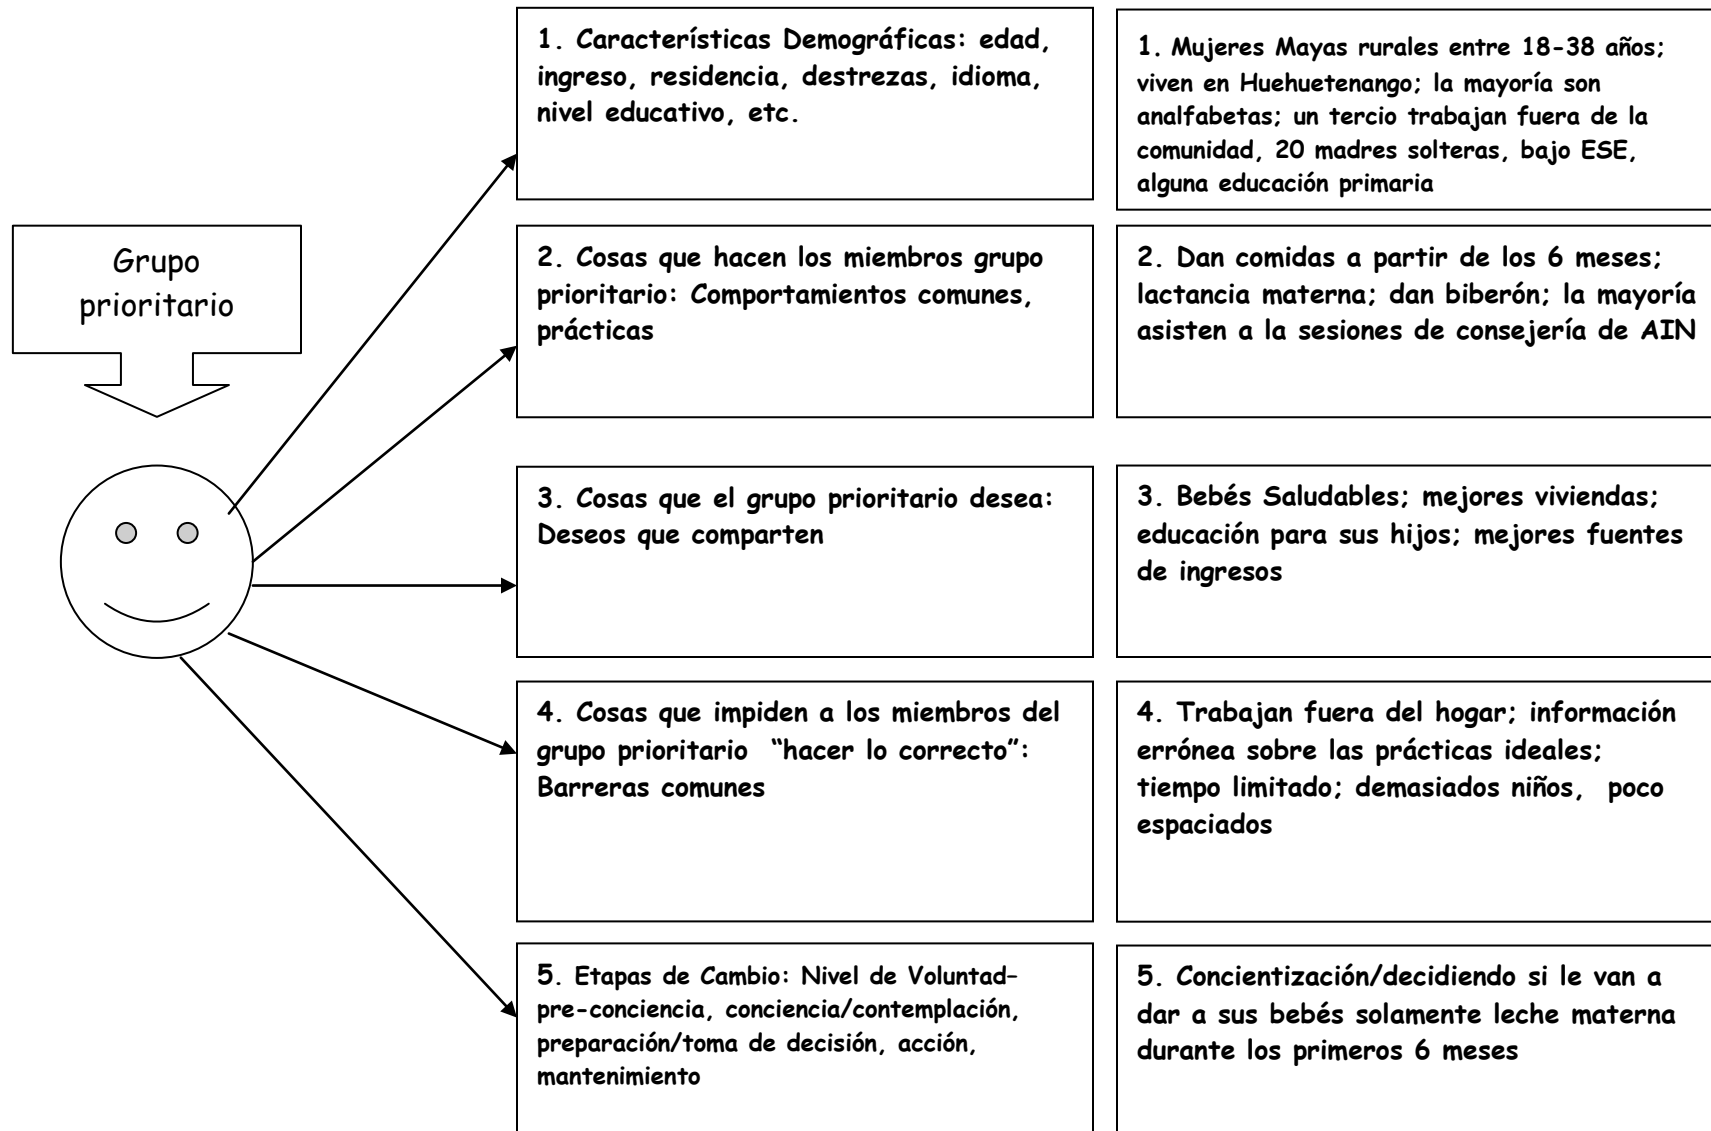 Grupo
prioritario
1. Características Demográficas: edad,
ingreso, residencia, destrezas, idioma,
nivel educativo, etc.
1. Mujeres Mayas rurales entre 18-38 años;
viven en Huehuetenango; la mayoría son
analfabetas; un tercio trabajan fuera de la
comunidad, 20 madres solteras, bajo ESE,
alguna educación primaria
2. Cosas que hacen los miembros grupo
prioritario: Comportamientos comunes,
prácticas
2. Dan comidas a partir de los 6 meses;
lactancia materna; dan biberón; la mayoría
asisten a la sesiones de consejería de AIN
3. Cosas que el grupo prioritario desea:
Deseos que comparten
3. Bebés Saludables; mejores viviendas;
educación para sus hijos; mejores fuentes
de ingresos
4. Cosas que impiden a los miembros del
grupo prioritario “hacer lo correcto”:
Barreras comunes
4. Trabajan fuera del hogar; información
errónea sobre las prácticas ideales;
tiempo limitado; demasiados niños, poco
espaciados
5. Etapas de Cambio: Nivel de Voluntad–
pre-conciencia, conciencia/contemplación,
preparación/toma de decisión, acción,
mantenimiento
5. Concientización/decidiendo si le van a
dar a sus bebés solamente leche materna
durante los primeros 6 meses